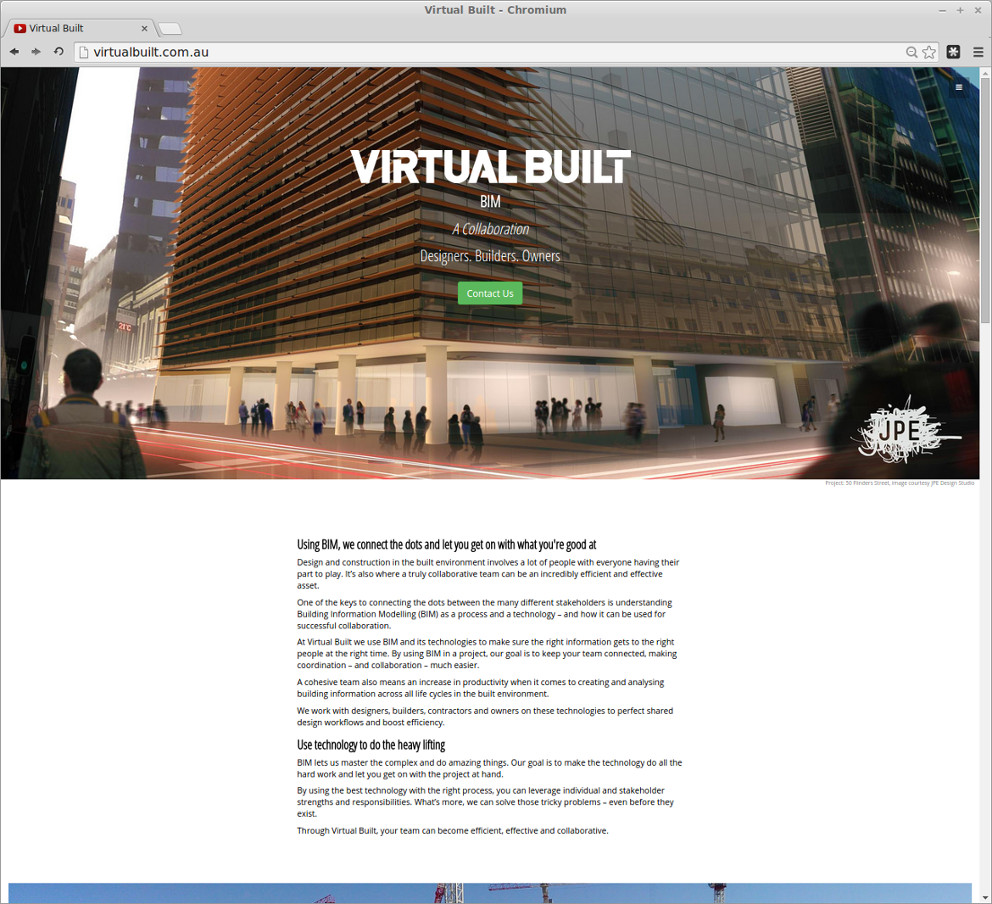 Virtual Built - Chromium
Virtual Built
virtualbuilt.com.au
VIRTUAL BUILT
BIM
A Collaboration
Designers. Builders. Owners
Contact Us
21°C
JPE
Project: 50 Flinders Street, Image courtesy JPE Design Studio
Using BIM, we connect the dots and let you get on with what you're good at
Design and construction in the built environment involves a lot of people with everyone having their
part to play. It's also where a truly collaborative team can be an incredibly efficient and effective
asset.
One of the keys to connecting the dots between the many different stakeholders is understanding
Building Information Modelling (BIM) as a process and a technology – and how it can be used for
successful collaboration.
At Virtual Built we use BIM and its technologies to make sure the right information gets to the right
people at the right time. By using BIM in a project, our goal is to keep your team connected, making
coordination – and collaboration – much easier.
A cohesive team also means an increase in productivity when it comes to creating and analysing
building information across all life cycles in the built environment.
We work with designers, builders, contractors and owners on these technologies to perfect shared
design workflows and boost efficiency.
Use technology to do the heavy lifting
BIM lets us master the complex and do amazing things. Our goal is to make the technology do all the
hard work and let you get on with the project at hand.
By using the best technology with the right process, you can leverage individual and stakeholder
strengths and responsibilities. What's more, we can solve those tricky problems – even before they
exist.
Through Virtual Built, your team can become efficient, effective and collaborative.